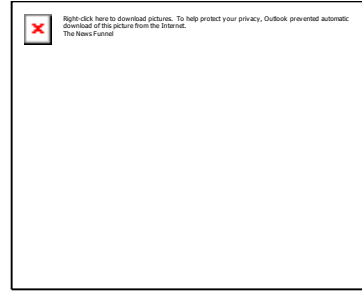 Right-click here to download pictures. To help protect your privacy, Outlook prevented automatic
download of this picture from the Internet.
The News Funnel